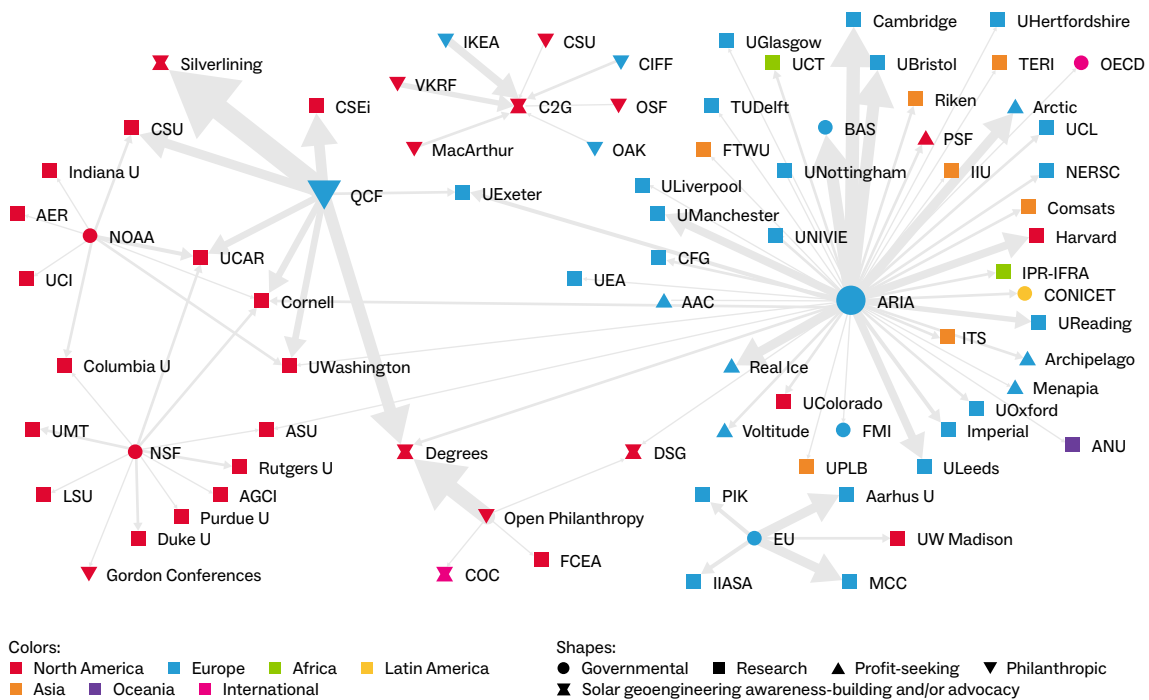 Cambridge
UHertfordshire
IKEA
CSU
UGlasgow
Silverlining
CIFF
UCT
UBristol
TERI
OECD
VKRF
CSEi
C2G
OSF
TUDelft
Riken
Arctic
CSU
BAS
PSF
UCL
MacArthur
OAK
FTWU
Indiana U
UNottingham
IIU
NERSC
QCF
UExeter
ULiverpool
AER
UManchester
Comsats
NOAA
UNIVIE
Harvard
UCAR
CFG
UCI
UEA
IPR-IFRA
CONICET
Cornell
AAC
ARIA
UReading
ITS
Columbia U
UWashington
Real Ice
Archipelago
Menapia
UColorado
UOxford
UMT
ASU
Voltitude
FMI
Imperial
ANU
NSF
Degrees
DSG
Rutgers U
UPLB
ULeeds
LSU
AGCI
PIK
Aarhus U
Purdue U
Open Philanthropy
Duke U
EU
UW Madison
FCEA
Gordon Conferences
COC
IIASA
MCC
Colors:
North America
Europe
Africa
Latin America
Asia
Oceania
International
Shapes:
Governmental
Research
Profit-seeking
Philanthropic
Solar geoengineering awareness-building and/or advocacy